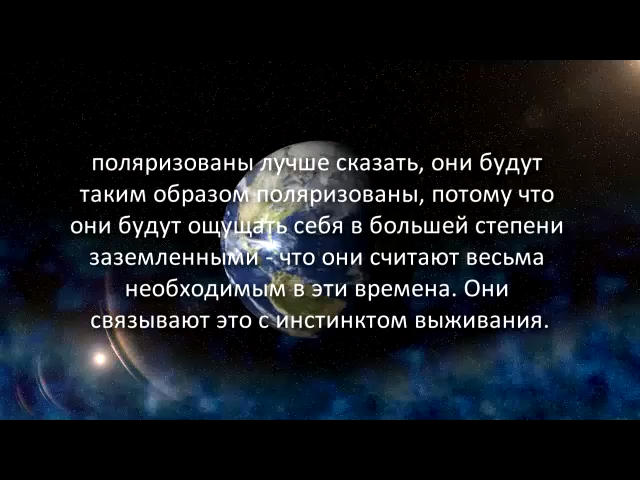 поляризованы лучше сказать, они будут
таким образом поляризованы, потому что
они будут ощущать себя в большей степени
заземленными - что они считают весьма
необходимым в эти времена. Они
связывают это с инстинктом выживания.